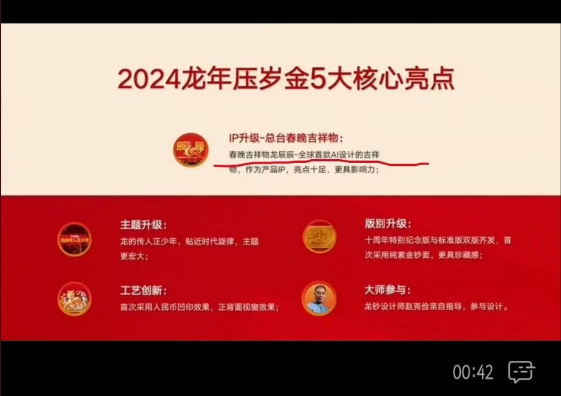 2024龙年压岁金5大核心亮点
IP升级-总台春晚吉祥物：
春晚吉祥物龙辰辰-全球首款AI设计的吉祥
物，作为产品IP，亮点十足，更具影响力；
主题升级：
龙的传人正少年，贴近时代旋律，主题
更宏大；
版别升级：
十周年特别纪念版与标准版双版齐发，首
次采用纯素金钞面，更具珍藏感；
工艺创新：
首次采用人民币凹印效果，正背面视窗效果；
大师参与：
龙钞设计师赵克俭亲自指导，参与设计。
00:42